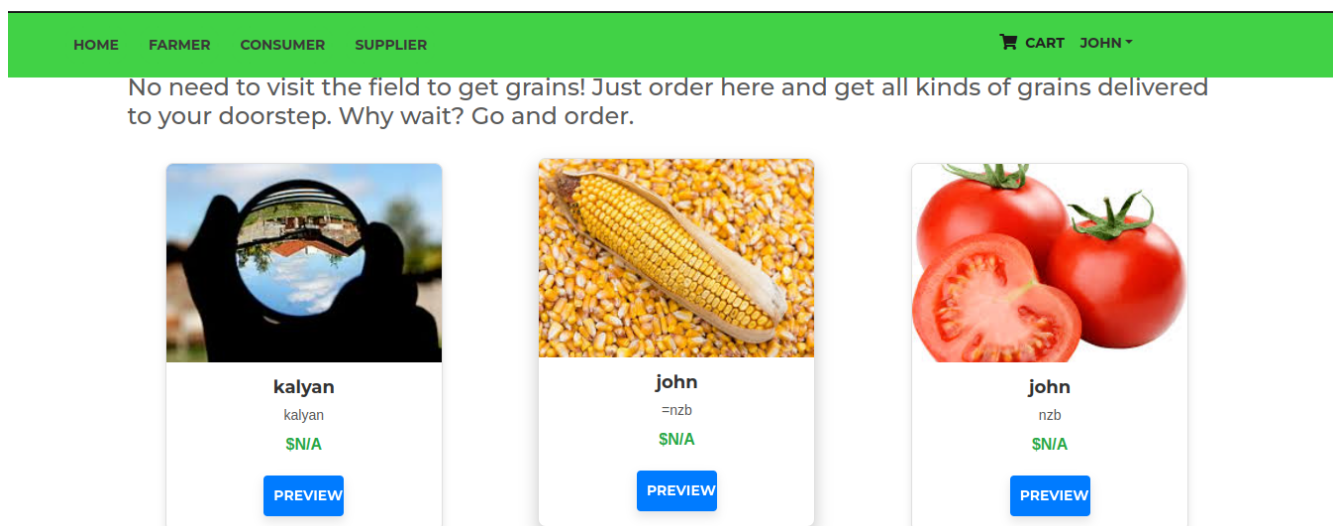 HOME FARMER CONSUMER SUPPLIER CART JOHN
No need to visit the field to get grains! Just order here and get all kinds of grains delivered
to your doorstep. Why wait? Go and order.
kalyan
kalyan
$N/A
PREVIEW
john
=nzb
$N/A
PREVIEW
john
nzb
$N/A
PREVIEW